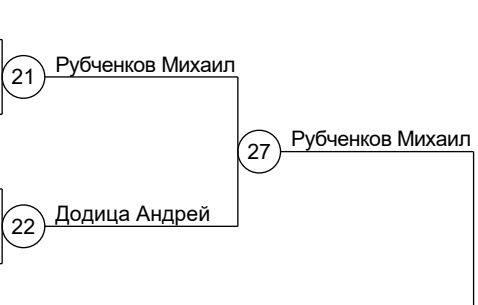 21
Рубченков Михаил
27
Рубченков Михаил
22
Додица Андрей